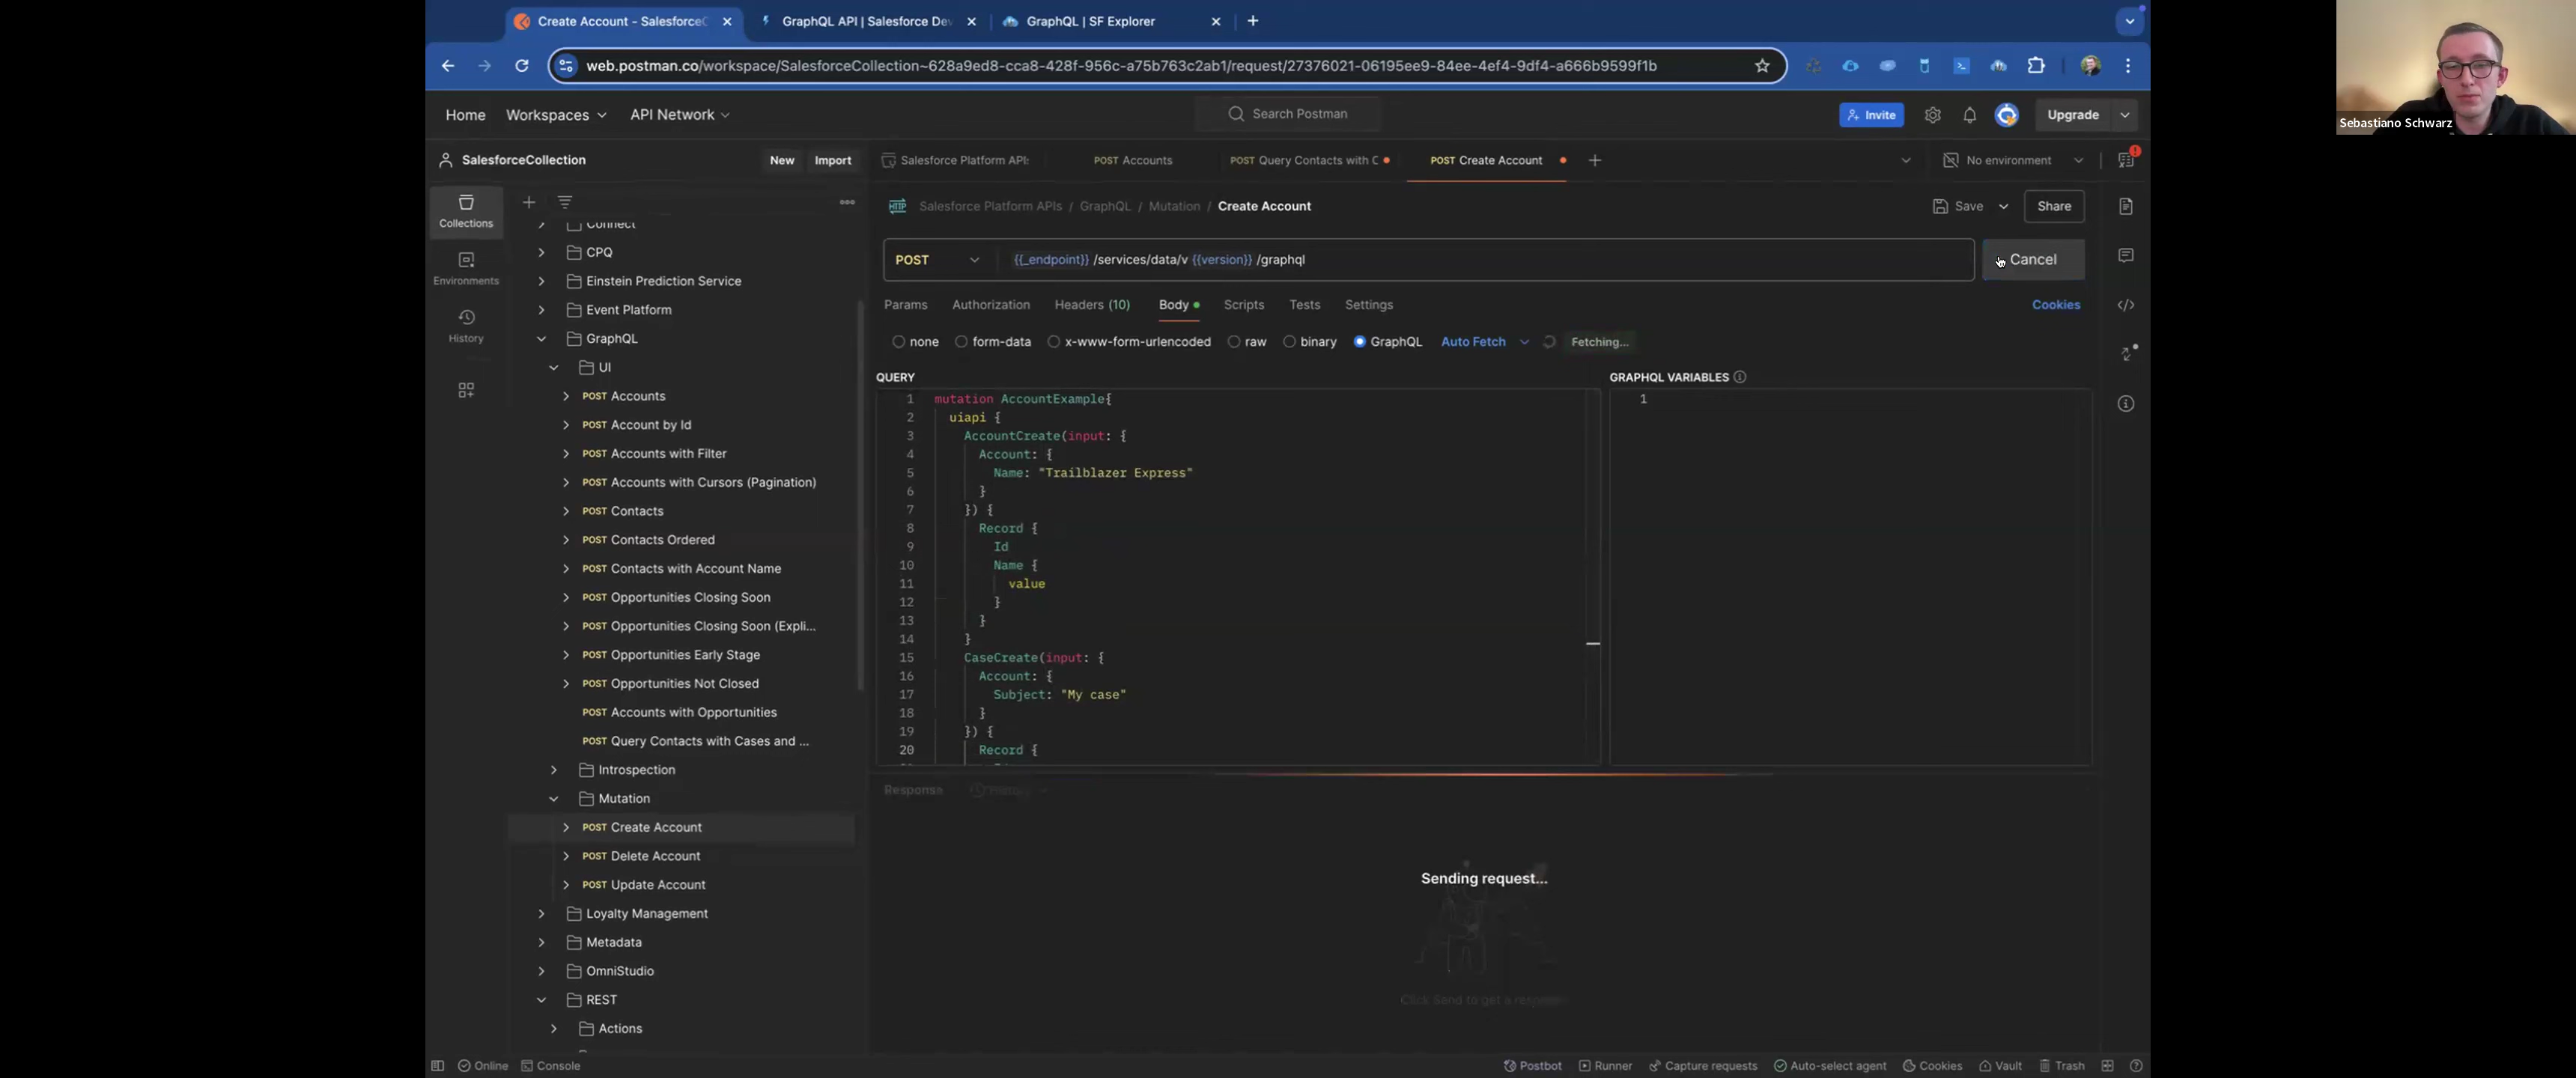 Create Account - SalesforceC
GraphQL API | Salesforce Dev
GraphQL | SF Explorer
web.postman.co/workspace/SalesforceCollection~628a9ed8-cca8-428f-956c-a75b763c2ab1/request/27376021-06195ee9-84ee-4ef4-9df4-a666b9599f1b
Sebastiano Schwarz
Home Workspaces API Network Search Postman Invite Upgrade
SalesforceCollection New Import
Salesforce Platform APIs POST Accounts POST Query Contacts with C POST Create Account No environment
Collections
Environments
History
Connect
CPQ
Einstein Prediction Service
Event Platform
GraphQL
UI
POST Accounts
POST Account by Id
POST Accounts with Filter
POST Accounts with Cursors (Pagination)
POST Contacts
POST Contacts Ordered
POST Contacts with Account Name
POST Opportunities Closing Soon
POST Opportunities Closing Soon (Expli...
POST Opportunities Early Stage
POST Opportunities Not Closed
POST Accounts with Opportunities
POST Query Contacts with Cases and ...
Introspection
Mutation
POST Create Account
POST Delete Account
POST Update Account
Loyalty Management
Metadata
OmniStudio
REST
Actions
HTTP Salesforce Platform APIs / GraphQL / Mutation / Create Account Save Share
POST {{_endpoint}} /services/data/v {{version}} /graphql Cancel
Params Authorization Headers (10) Body Scripts Tests Settings Cookies
none form-data x-www-form-urlencoded raw binary GraphQL Auto Fetch Fetching...
QUERY
1 mutation AccountExample{
2 uiapi {
3 AccountCreate(input: {
4 Account: {
5 Name: "Trailblazer Express"
6 }
7 }) {
8 Record {
9 Id
10 Name {
11 value
12 }
13 }
14 }
15 CaseCreate(input: {
16 Account: {
17 Subject: "My case"
18 }
19 }) {
20 Record {
GRAPHQL VARIABLES
1
Response History
Sending request...
Click Send to get a response
Online Console Postbot Runner Capture requests Auto-select agent Cookies Vault Trash